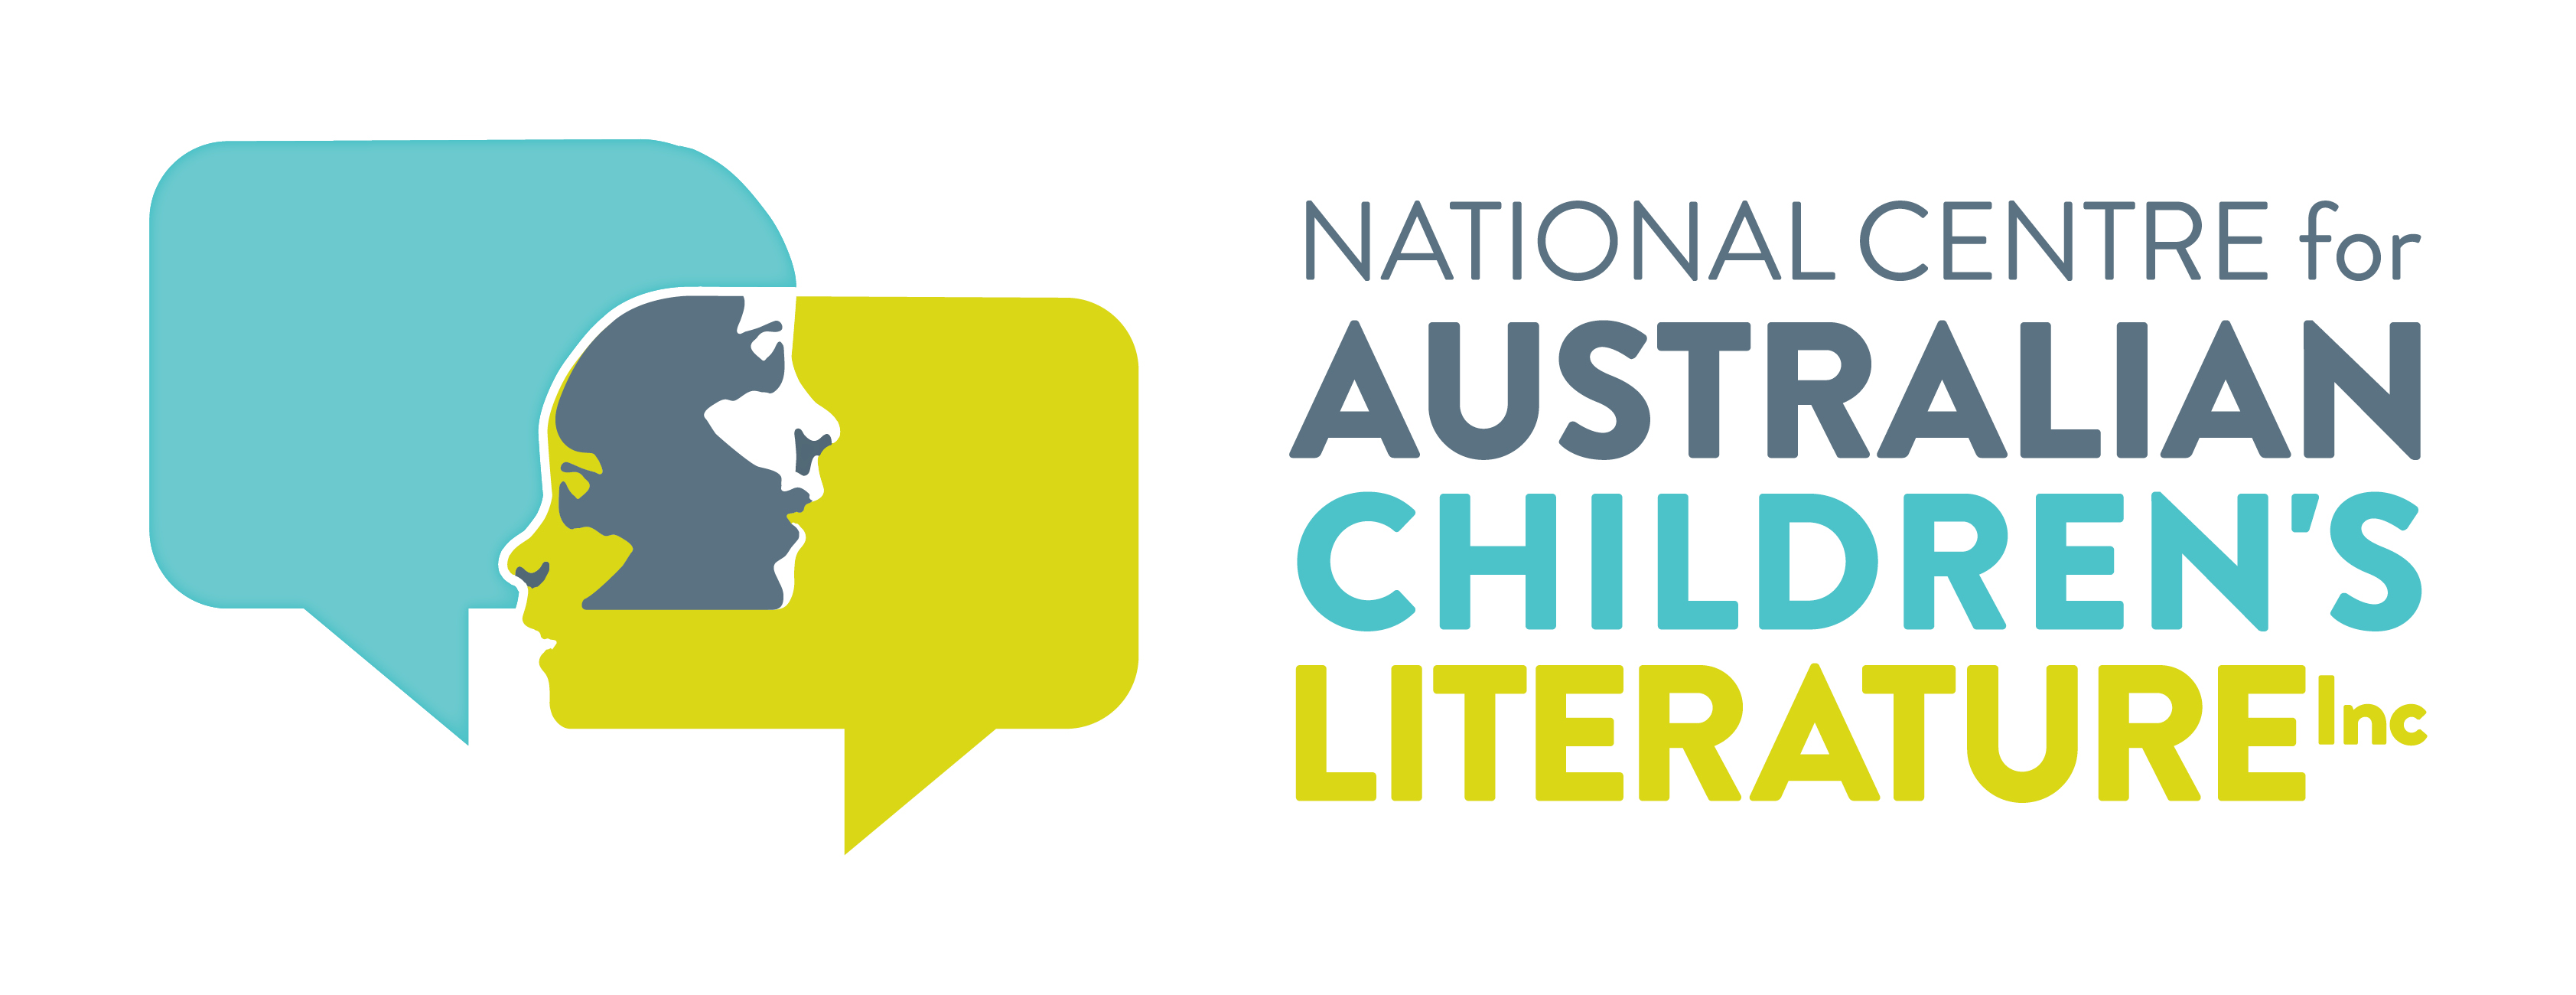 NATIONAL CENTRE for
AUSTRALIAN
CHILDREN'S
LITERATURE Inc